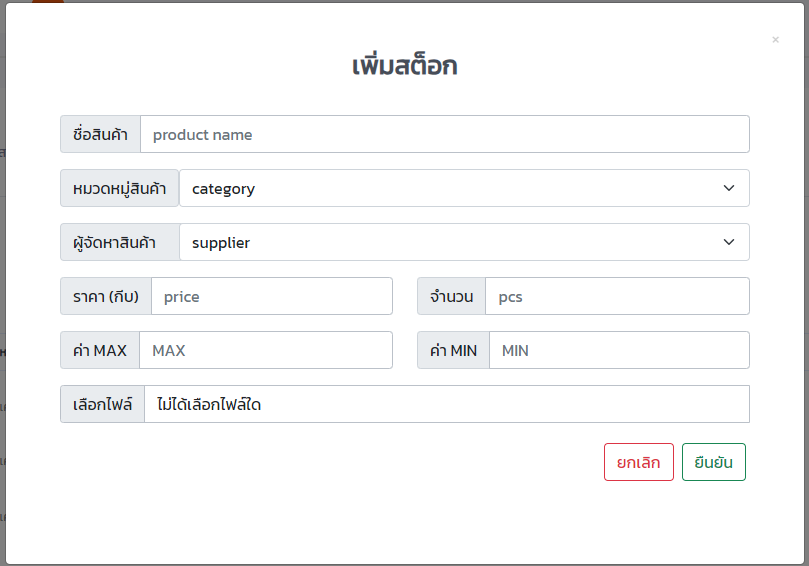 ×
เพิ่มสต็อก
ชื่อสินค้า product name
หมวดหมู่สินค้า category
ผู้จัดหาสินค้า supplier
ราคา (กีบ) price จำนวน pcs
ค่า MAX MAX ค่า MIN MIN
เลือกไฟล์ ไม่ได้เลือกไฟล์ใด
ยกเลิก ยืนยัน